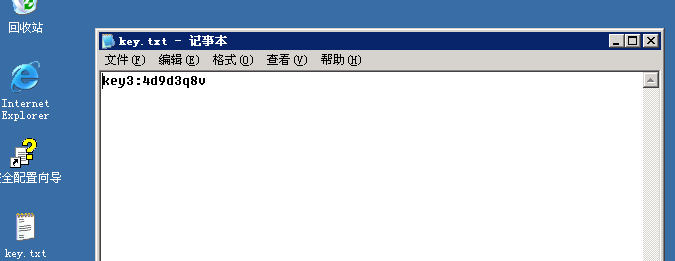 回收站
Internet
Explorer
安全配置向导
key.txt
key.txt - 记事本
文件(F) 编辑(E) 格式(O) 查看(V) 帮助(H)
key3:4d9d3q8v